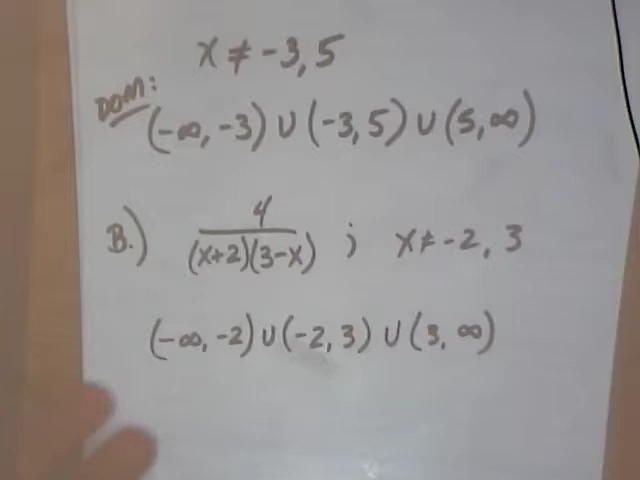 x ≠ -3, 5
DOM:
(-∞, -3) ∪ (-3, 5) ∪ (5, ∞)
B.) 4/((x+2)(3-x)) ; x ≠ -2, 3
(-∞, -2) ∪ (-2, 3) ∪ (3, ∞)